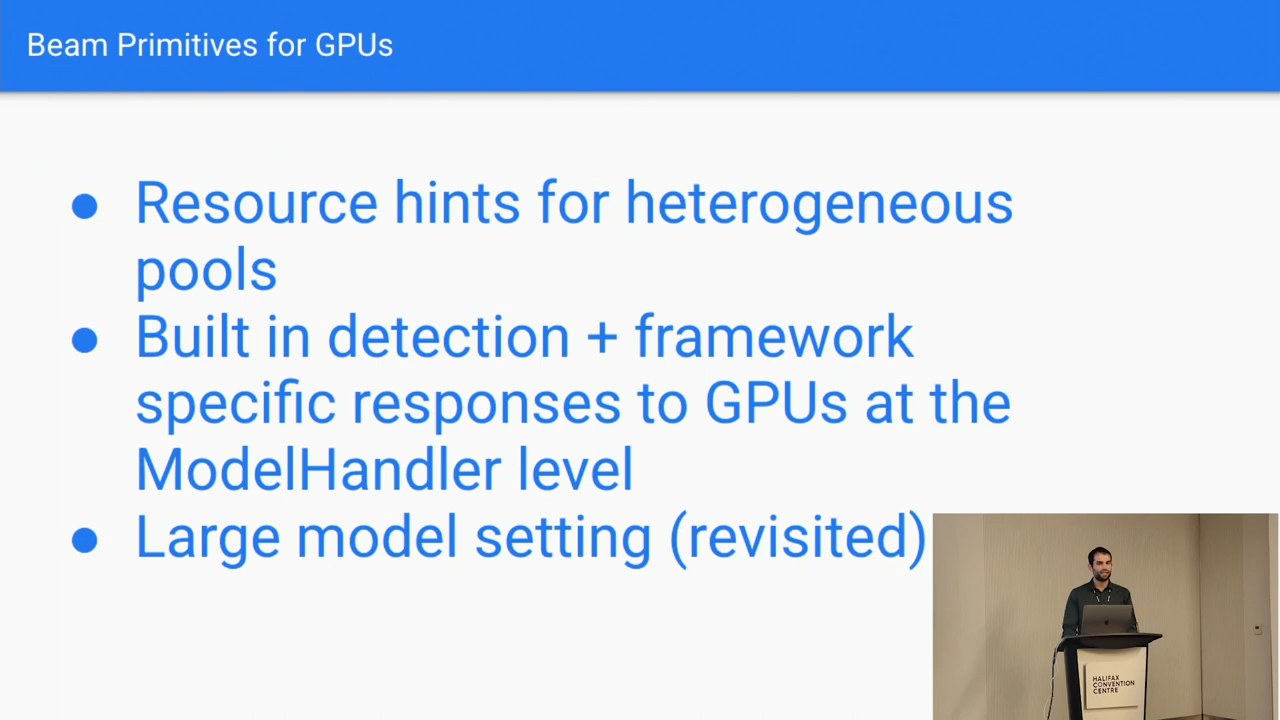 Beam Primitives for GPUs
● Resource hints for heterogeneous
pools
● Built in detection + framework
specific responses to GPUs at the
ModelHandler level
● Large model setting (revisited)
HALIFAX
CONVENTION
CENTRE